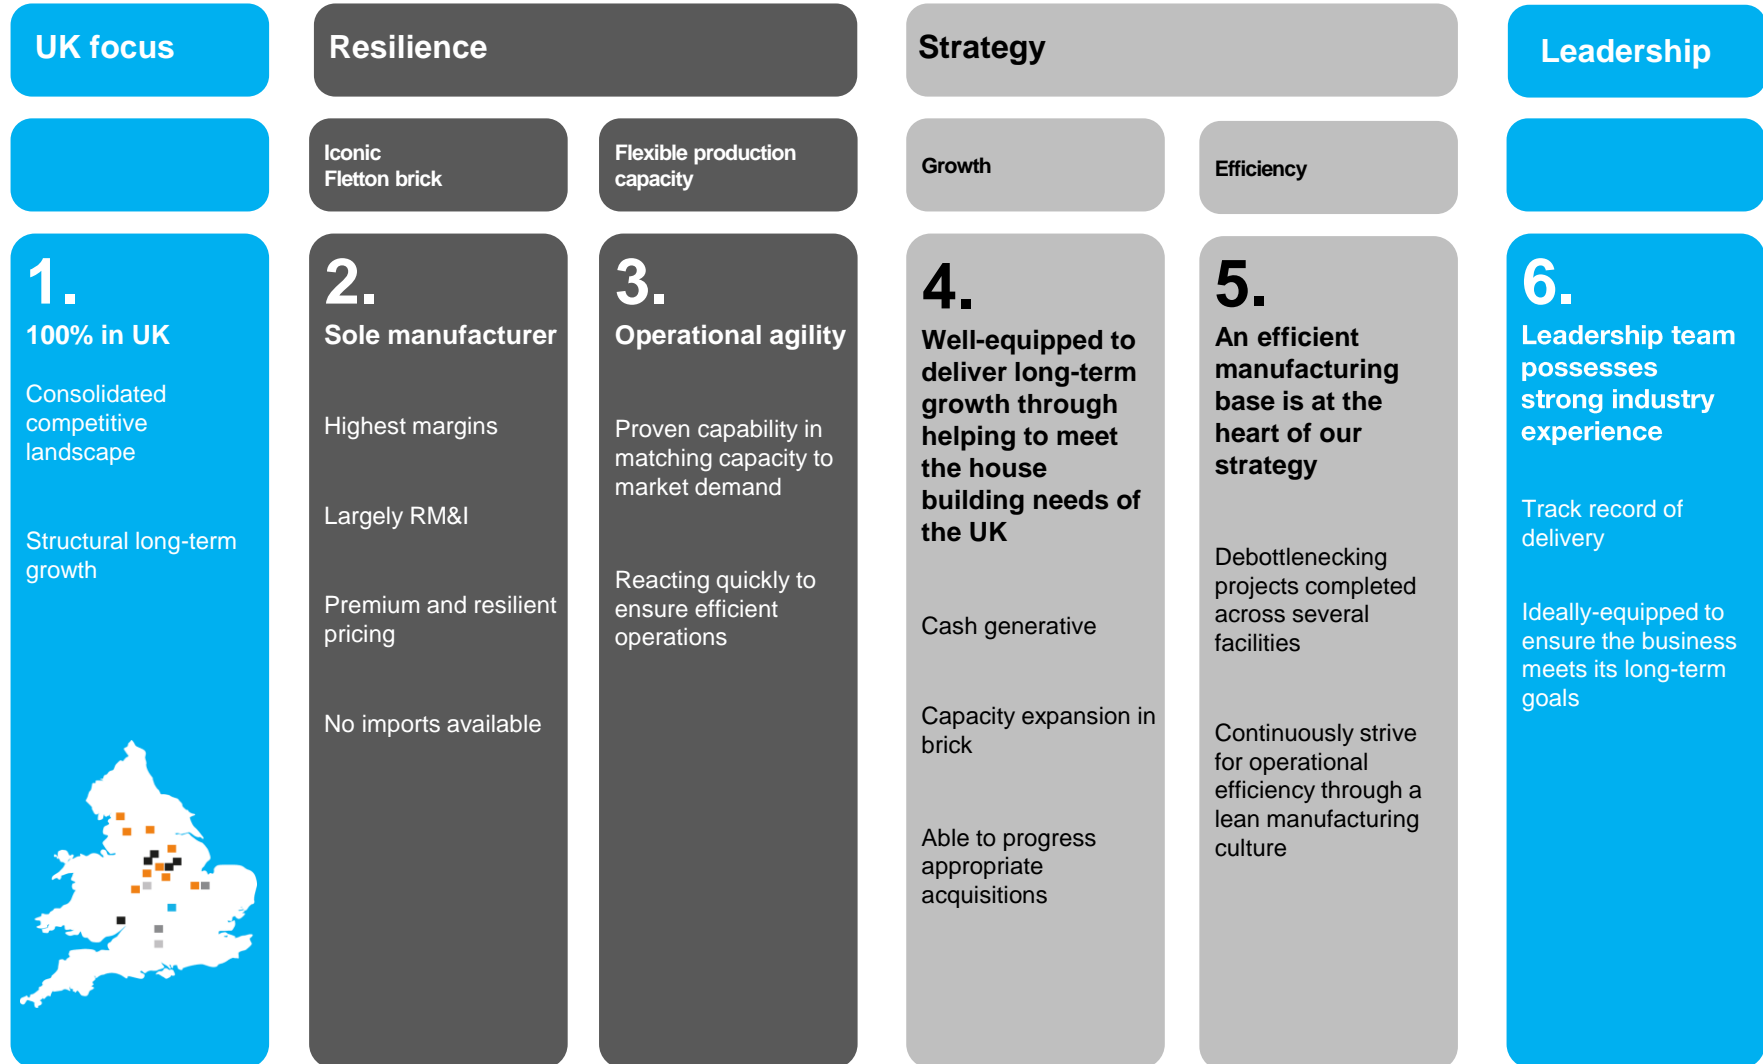 UK focus
Resilience
Strategy
Leadership
Iconic
Fletton brick
Flexible production
capacity
Growth
Efficiency
1.
100% in UK
Consolidated
competitive
landscape
Structural long-term
growth
2.
Sole manufacturer
Highest margins
Largely RM&I
Premium and resilient
pricing
No imports available
3.
Operational agility
Proven capability in
matching capacity to
market demand
Reacting quickly to
ensure efficient
operations
4.
Well-equipped to
deliver long-term
growth through
helping to meet
the house
building needs of
the UK
Cash generative
Capacity expansion in
brick
Able to progress
appropriate
acquisitions
5.
An efficient
manufacturing
base is at the
heart of our
strategy
Debottlenecking
projects completed
across several
facilities
Continuously strive
for operational
efficiency through a
lean manufacturing
culture
6.
Leadership team
possesses
strong industry
experience
Track record of
delivery
Ideally-equipped to
ensure the business
meets its long-term
goals